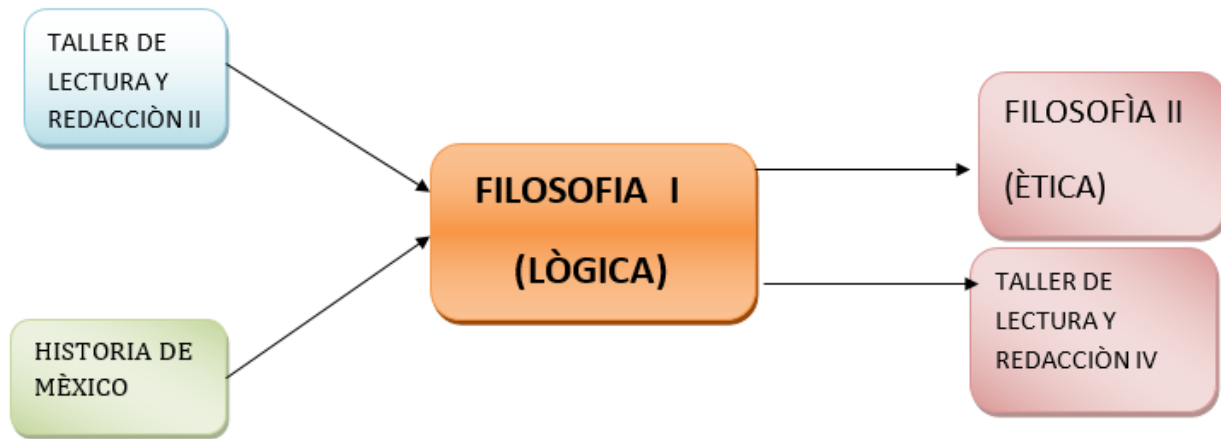 TALLER DE
LECTURA Y
REDACCIÒN II
HISTORIA DE
MÈXICO
FILOSOFIA I
(LÒGICA)
FILOSOFÌA II
(ÈTICA)
TALLER DE
LECTURA Y
REDACCIÒN IV